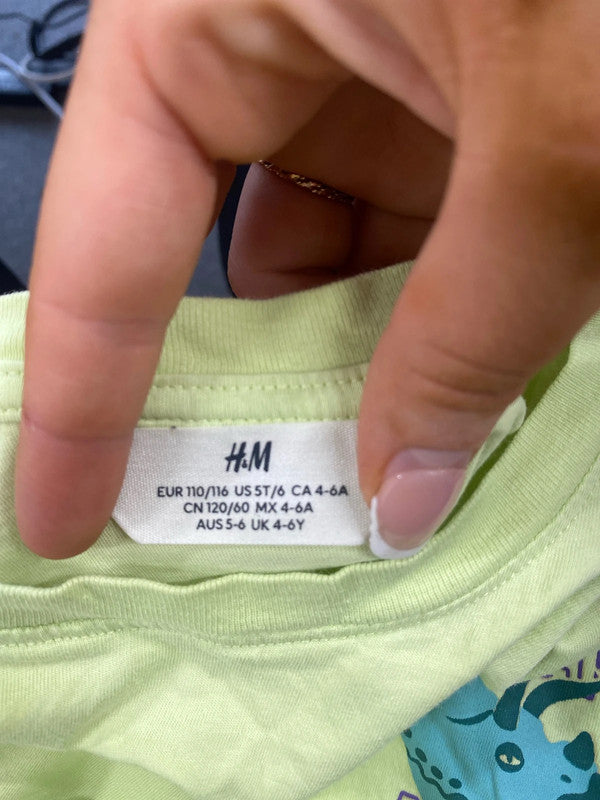 H&M
EUR 110/116 US 5T/6 CA 4-6A
CN 120/60 MX 4-6A
AUS 5-6 UK 4-6Y